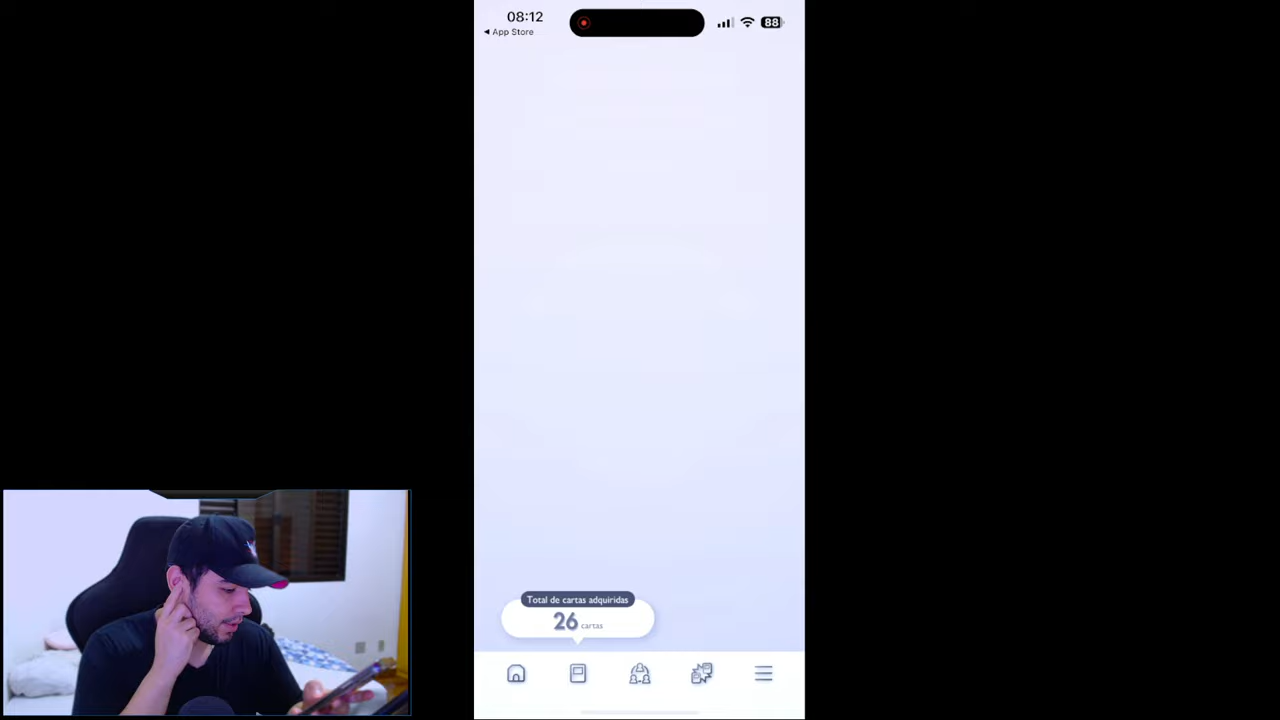 08:12
88
◀ App Store
Total de cartas adquiridas
26 cartas